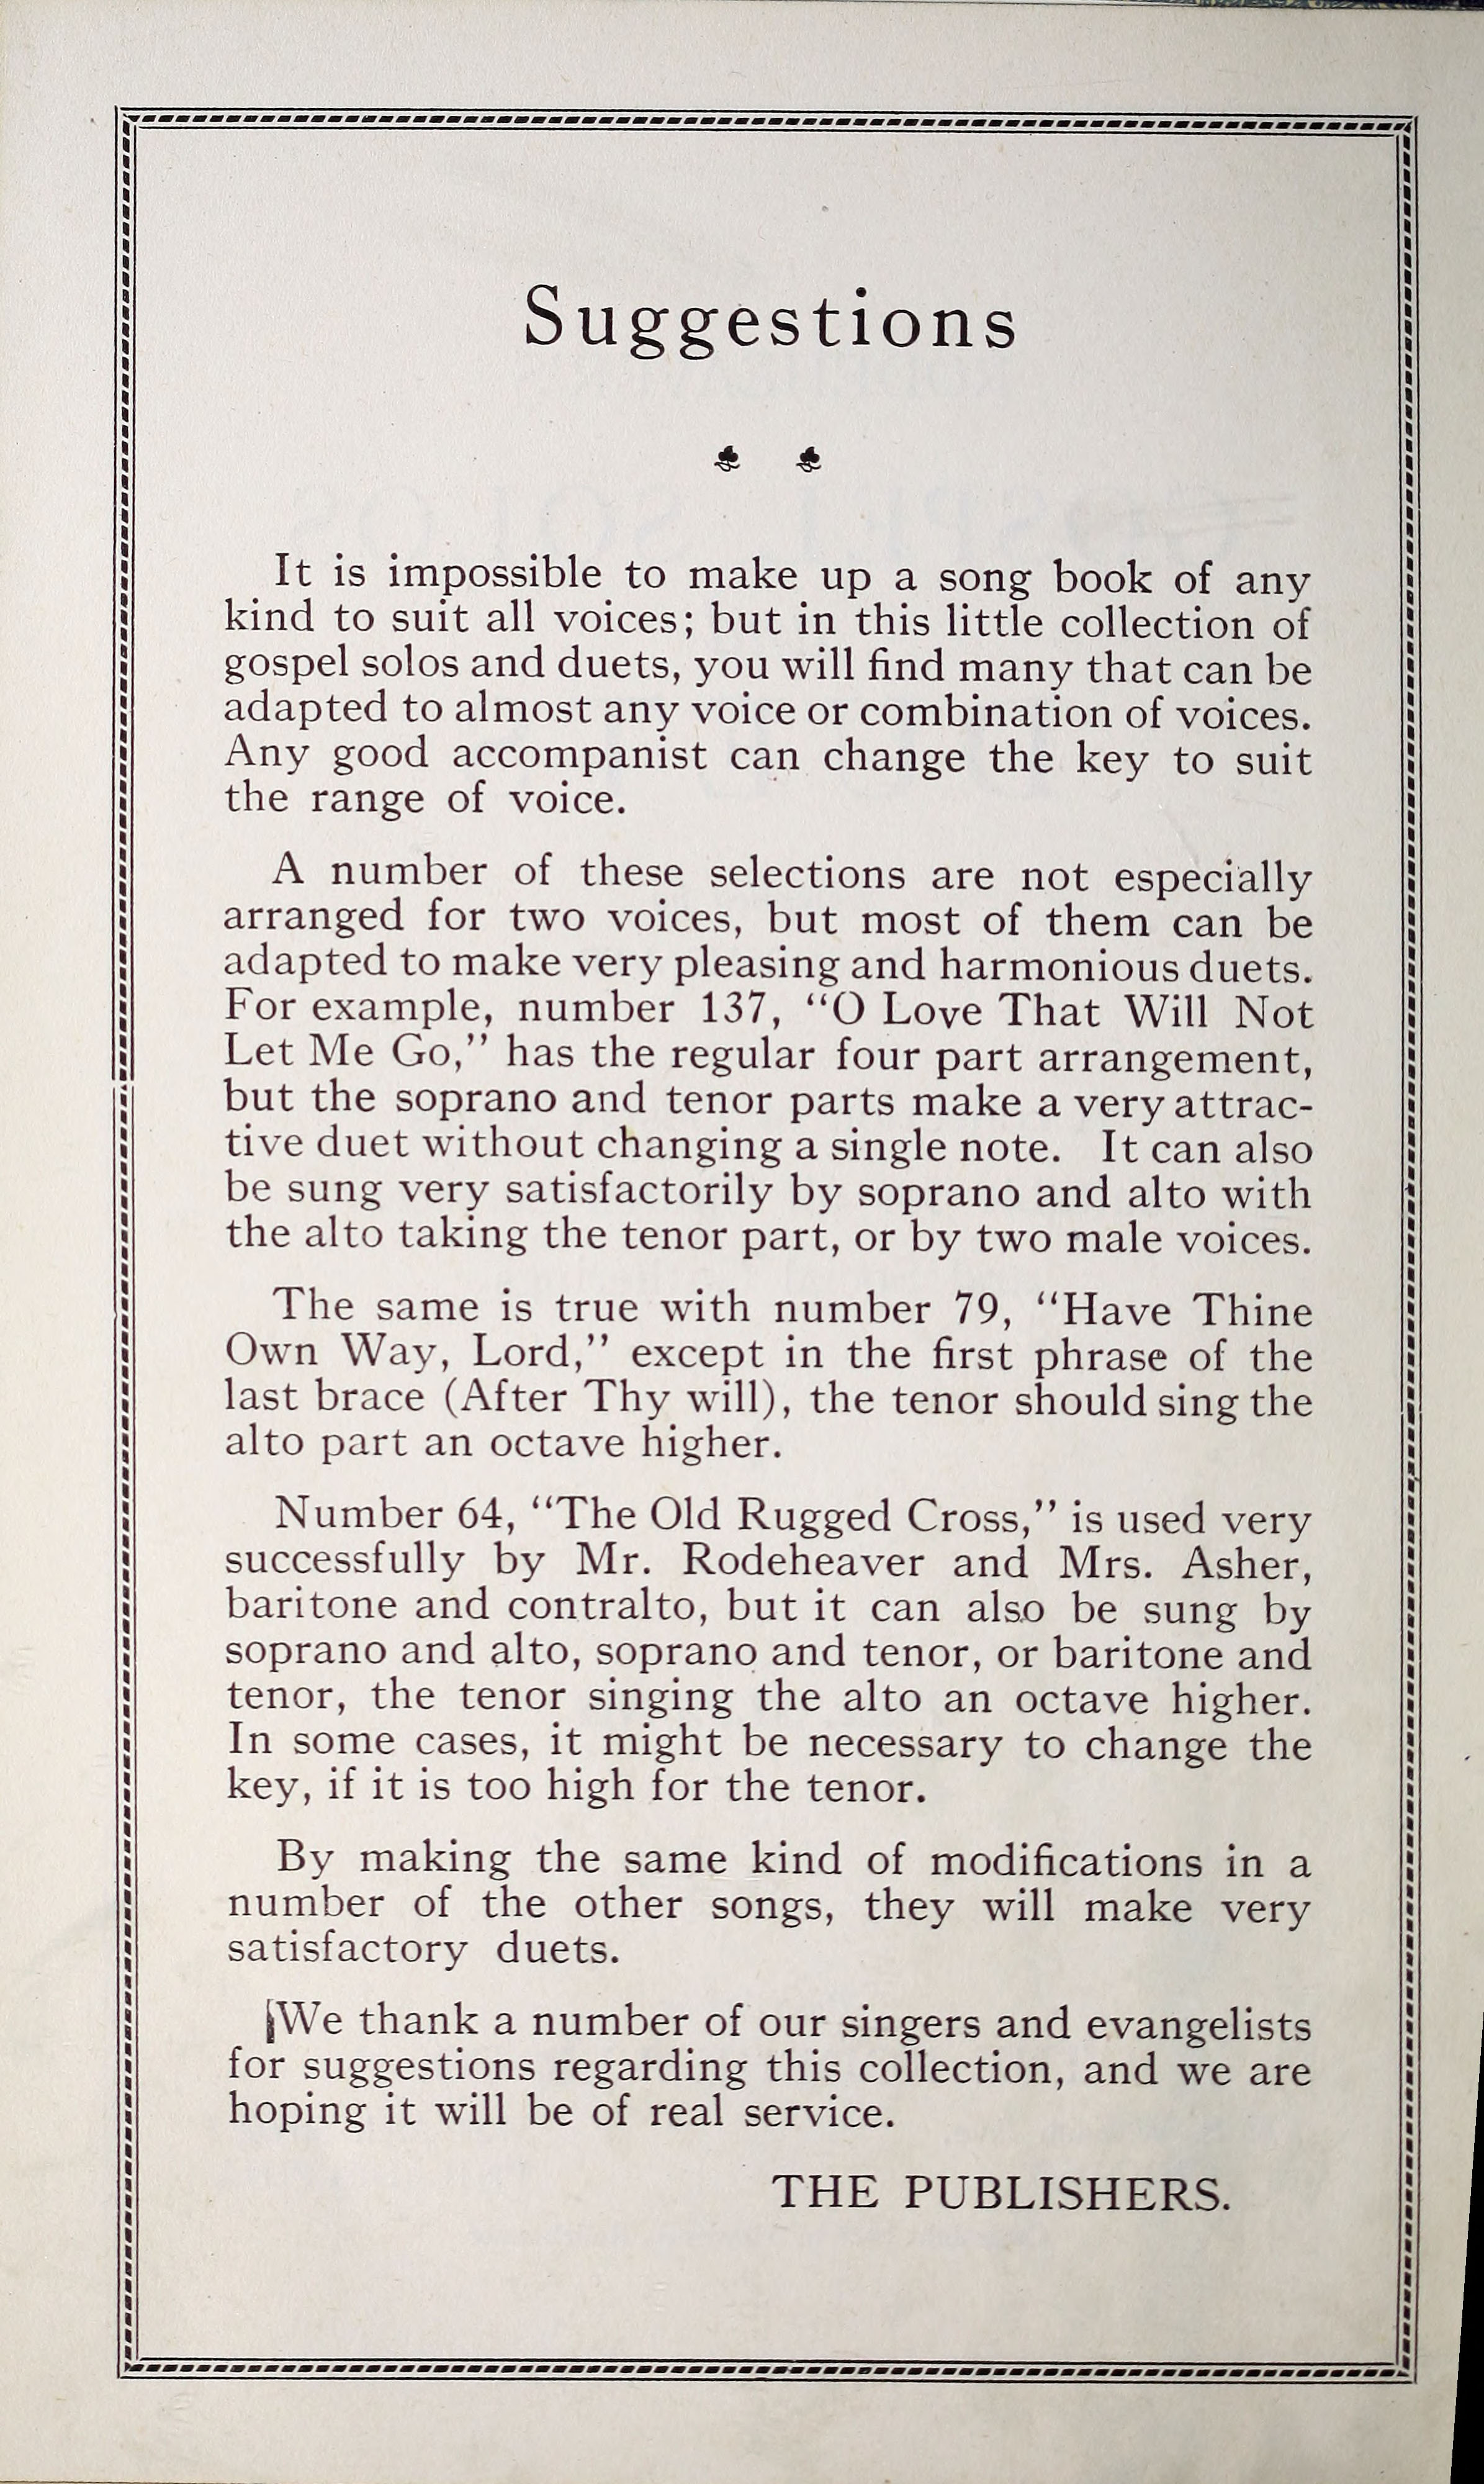 Suggestions
It is impossible to make up a song book of any
kind to suit all voices; but in this little collection of
gospel solos and duets, you will find many that can be
adapted to almost any voice or combination of voices.
Any good accompanist can change the key to suit
the range of voice.
A number of these selections are not especially
arranged for two voices, but most of them can be
adapted to make very pleasing and harmonious duets.
For example, number 137, “O Love That Will Not
Let Me Go,” has the regular four part arrangement,
but the soprano and tenor parts make a very attrac-
tive duet without changing a single note. It can also
be sung very satisfactorily by soprano and alto with
the alto taking the tenor part, or by two male voices.
The same is true with number 79, “Have Thine
Own Way, Lord,” except in the first phrase of the
last brace (After Thy will), the tenor should sing the
alto part an octave higher.
Number 64, “The Old Rugged Cross,” is used very
successfully by Mr. Rodeheaver and Mrs. Asher,
baritone and contralto, but it can also be sung by
soprano and alto, soprano and tenor, or baritone and
tenor, the tenor singing the alto an octave higher.
In some cases, it might be necessary to change the
key, if it is too high for the tenor.
By making the same kind of modifications in a
number of the other songs, they will make very
satisfactory duets.
We thank a number of our singers and evangelists
for suggestions regarding this collection, and we are
hoping it will be of real service.
THE PUBLISHERS.